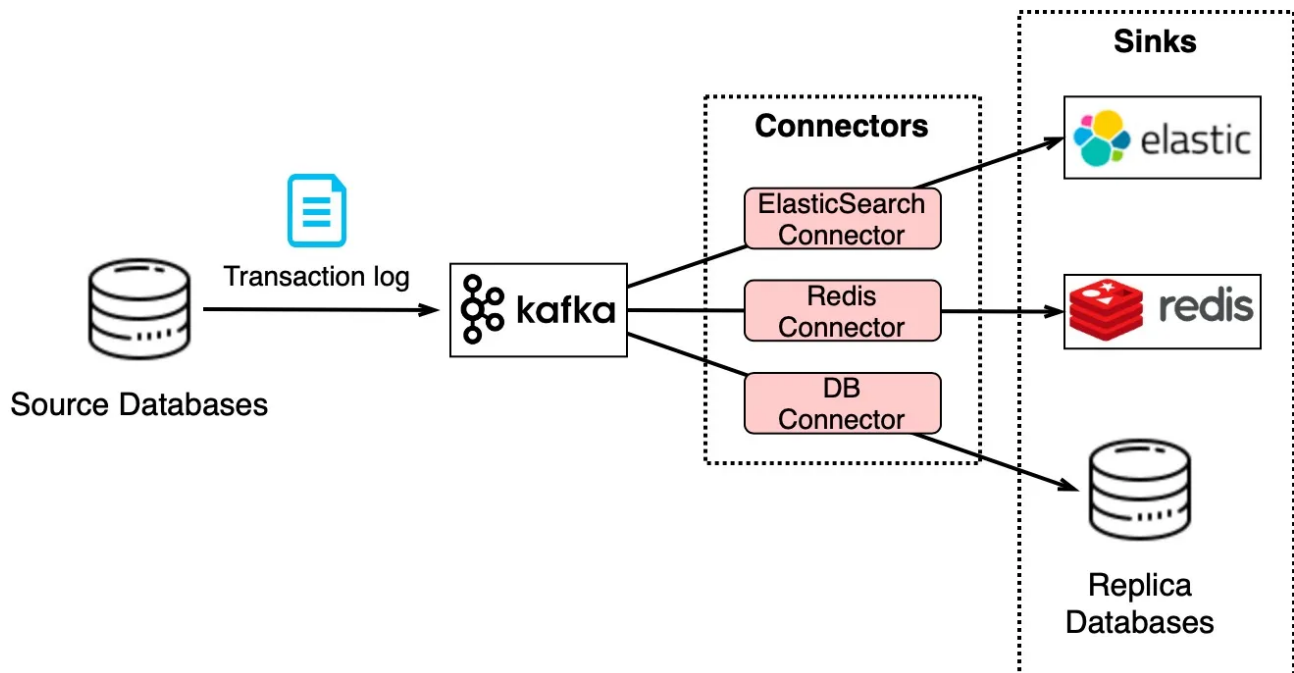 Sinks
Connectors
elastic
ElasticSearch
Connector
Transaction log
kafka
Redis
Connector
redis
DB
Connector
Source Databases
Replica
Databases